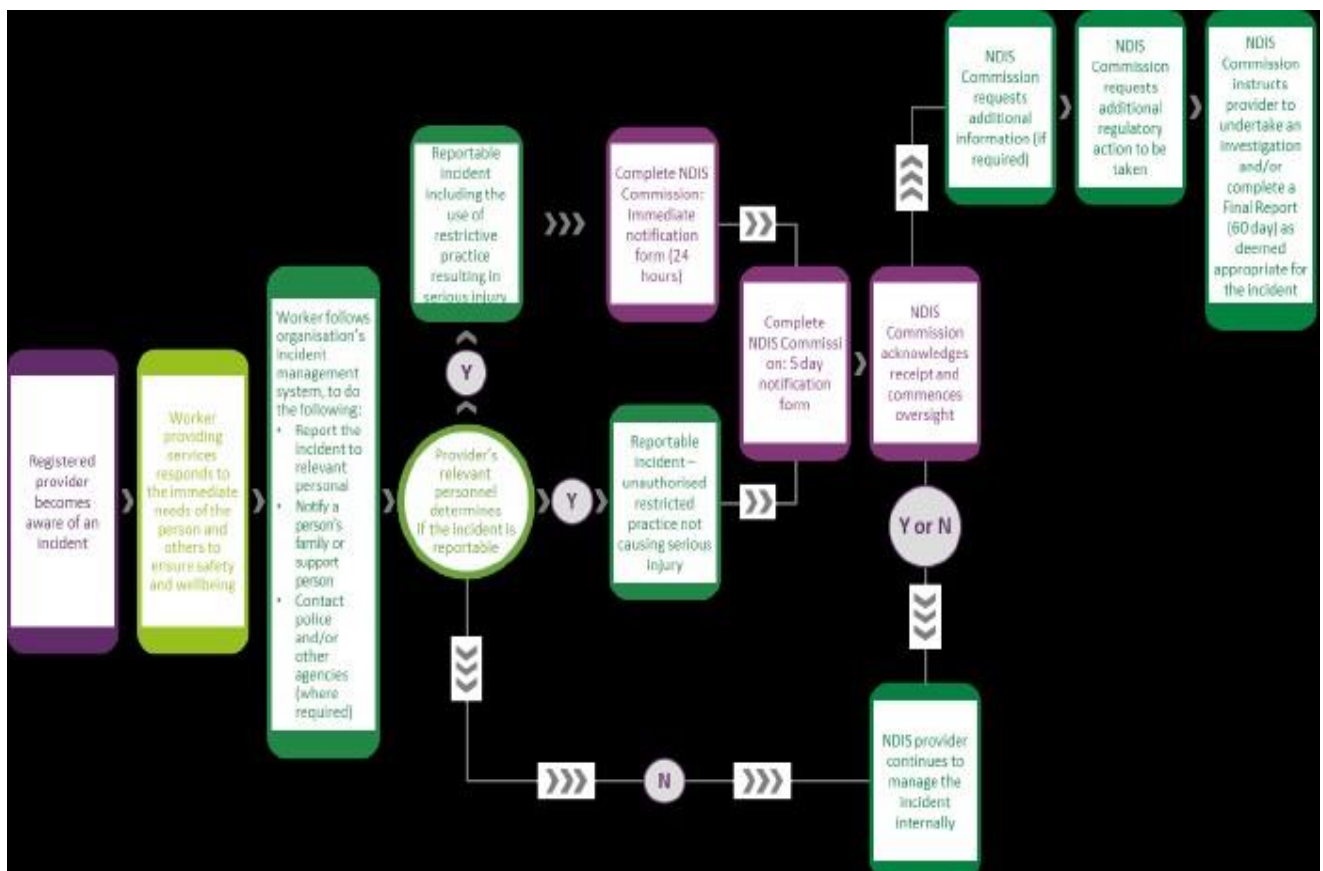 Registered
provider
becomes
aware of an
incident
Worker
providing
services
responds to
the immediate
needs of the
person and
others to
ensure safety
and wellbeing
Worker follows
organisation's
incident
management
system, to do
the following:
• Report the
incident to
relevant
personal
• Notify a
person's
family or
support
person
• Contact
police
and/or
other
agencies
(where
required)
Provider's
relevant
personnel
determines
if the incident is
reportable
Y
Reportable
incident
including the
use of
restrictive
practice
resulting in
serious injury
Complete NDIS
Commission:
Immediate
notification
form (24
hours)
Y
Reportable
incident –
unauthorised
restricted
practice not
causing serious
injury
Complete
NDIS Commissi
on: 5 day
notification
form
NDIS
Commission
acknowledges
receipt and
commences
oversight
NDIS
Commission
requests
additional
information (if
required)
NDIS
Commission
requests
additional
regulatory
action to be
taken
NDIS
Commission
instructs
provider to
undertake an
investigation
and/or
complete a
Final Report
(60 day) as
deemed
appropriate for
the incident
Y or N
N
NDIS provider
continues to
manage the
incident
internally